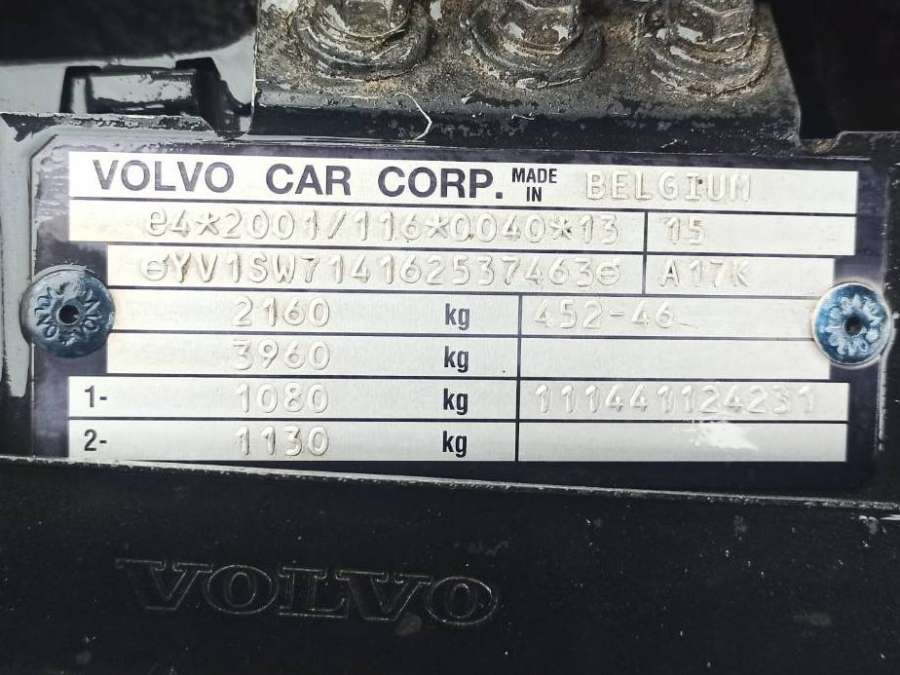 VOLVO CAR CORP. MADE IN BELGIUM
e4*2001/116*0040*13 15
⊖YV1SW714162537463⊖ A17K
2160 kg 452-46
3960 kg
1- 1080 kg 111441124231
2- 1130 kg
VOLVO